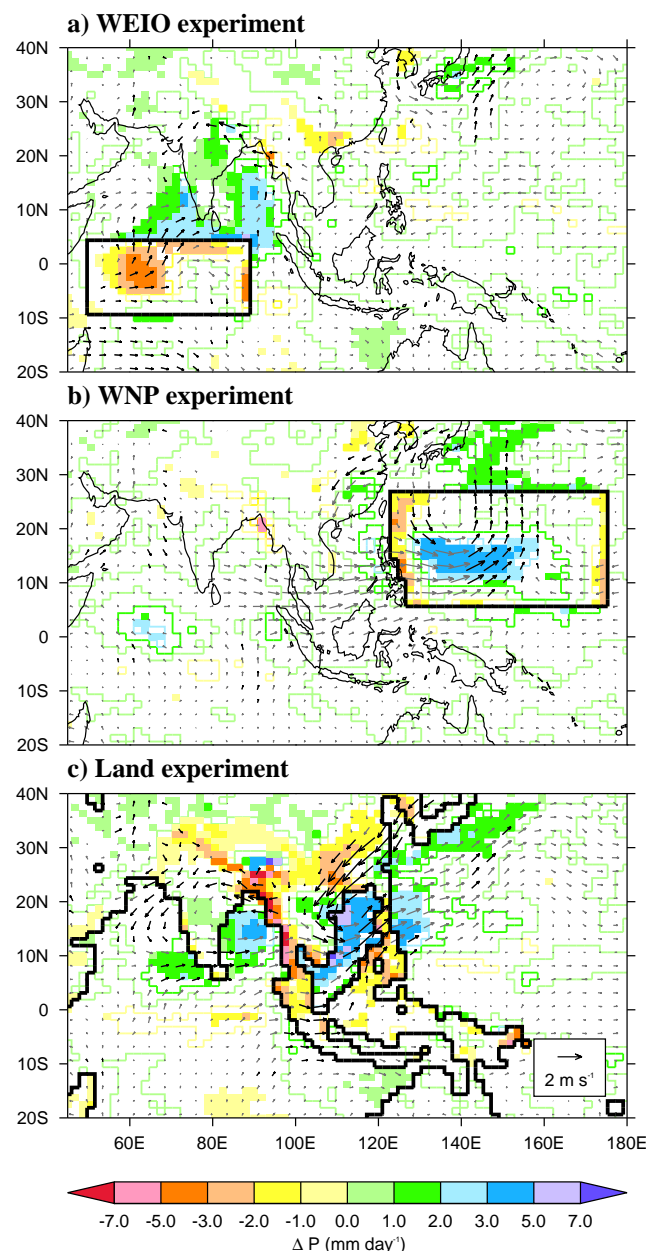 a) WEIO experiment
40N
30N
20N
10N
0
10S
20S
b) WNP experiment
40N
30N
20N
10N
0
10S
20S
c) Land experiment
40N
30N
20N
10N
0
10S
20S
2 m s⁻¹
60E 80E 100E 120E 140E 160E 180E
-7.0 -5.0 -3.0 -2.0 -1.0 0.0 1.0 2.0 3.0 5.0 7.0
Δ P (mm day⁻¹)